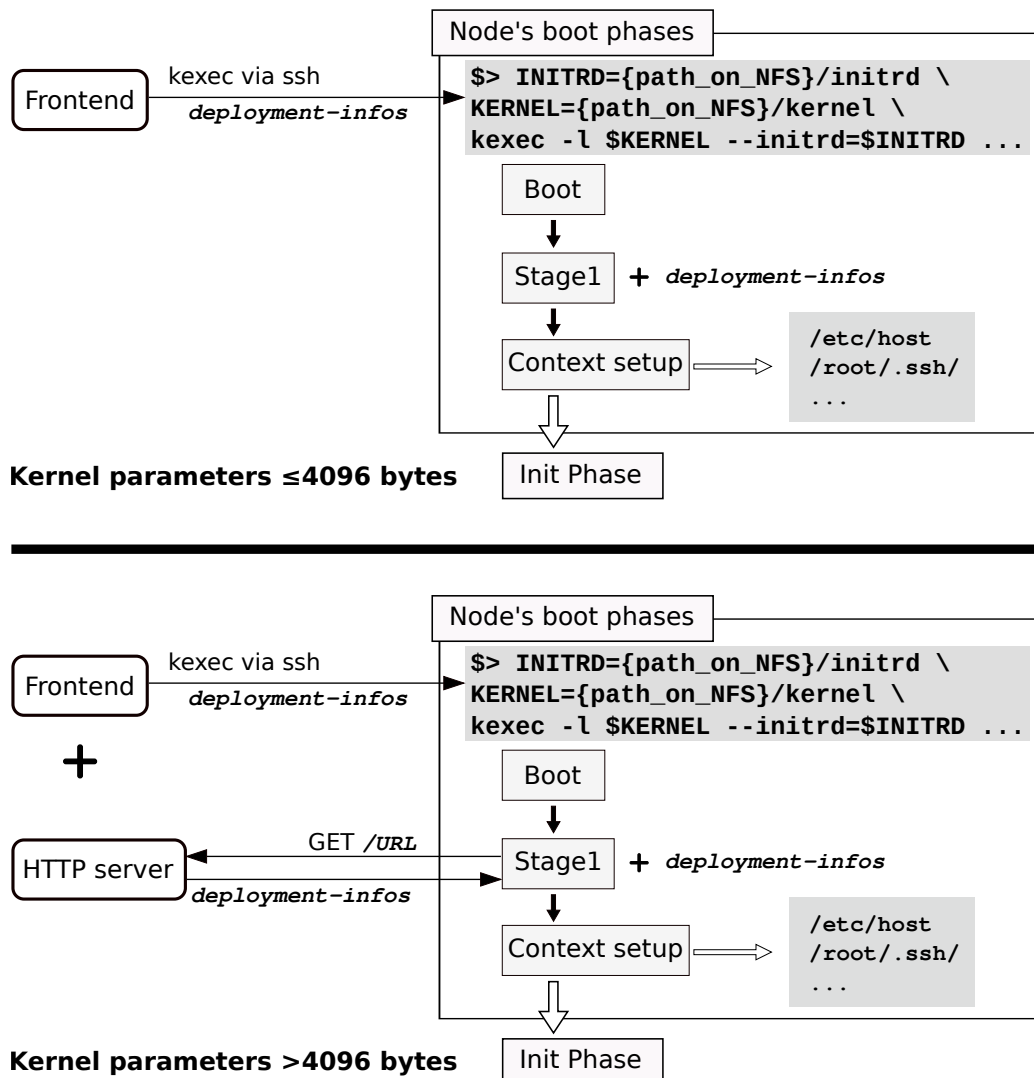 Node's boot phases
Frontend
kexec via ssh
deployment-infos
$> INITRD={path_on_NFS}/initrd \
KERNEL={path_on_NFS}/kernel \
kexec -l $KERNEL --initrd=$INITRD ...
Boot
Stage1 + deployment-infos
Context setup
/etc/host
/root/.ssh/
...
Kernel parameters ≤4096 bytes
Init Phase
Node's boot phases
Frontend
kexec via ssh
deployment-infos
$> INITRD={path_on_NFS}/initrd \
KERNEL={path_on_NFS}/kernel \
kexec -l $KERNEL --initrd=$INITRD ...
+
Boot
HTTP server
GET /URL
deployment-infos
Stage1 + deployment-infos
Context setup
/etc/host
/root/.ssh/
...
Kernel parameters >4096 bytes
Init Phase